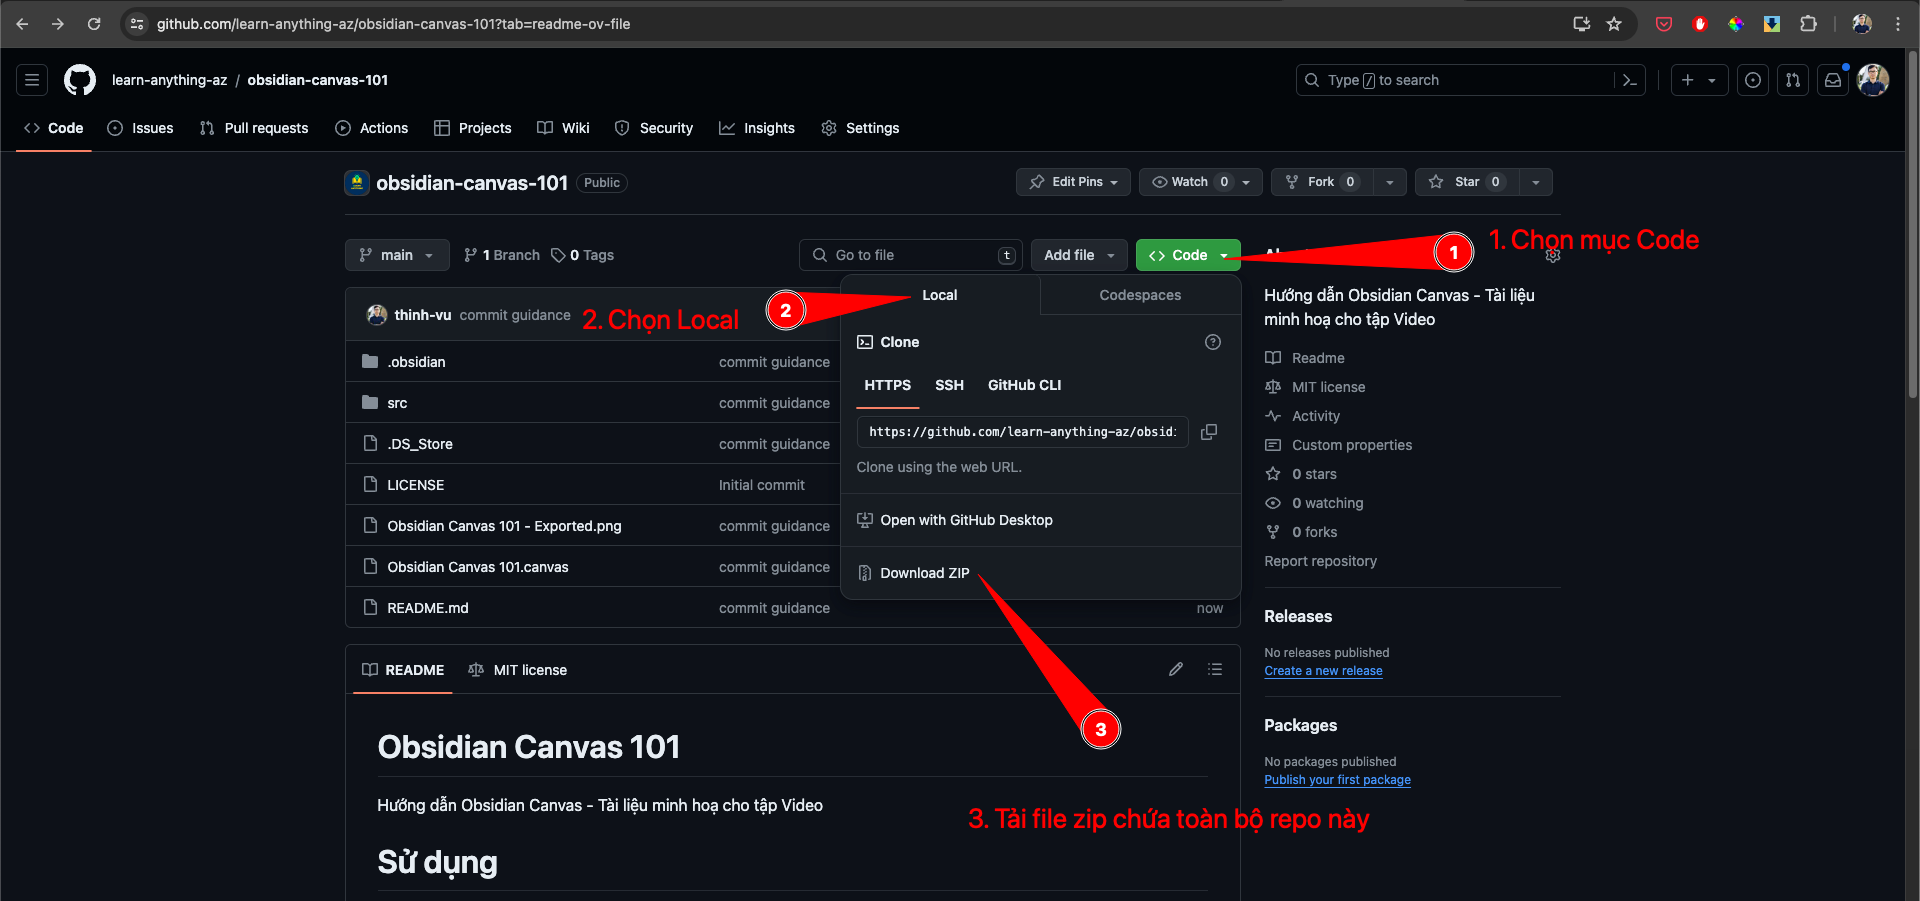 github.com/learn-anything-az/obsidian-canvas-101?tab=readme-ov-file
learn-anything-az / obsidian-canvas-101
Type / to search
Code
Issues
Pull requests
Actions
Projects
Wiki
Security
Insights
Settings
obsidian-canvas-101
Public
Edit Pins
Watch 0
Fork 0
Star 0
main
1 Branch
0 Tags
Go to file
t
Add file
Code
1
1. Chọn mục Code
thinh-vu commit guidance
2. Chọn Local
2
Local
Codespaces
Clone
HTTPS
SSH
GitHub CLI
https://github.com/learn-anything-az/obsid
Clone using the web URL.
Open with GitHub Desktop
Download ZIP
.obsidian
commit guidance
src
commit guidance
.DS_Store
commit guidance
LICENSE
Initial commit
Obsidian Canvas 101 - Exported.png
commit guidance
Obsidian Canvas 101.canvas
commit guidance
README.md
commit guidance
now
Hướng dẫn Obsidian Canvas - Tài liệu
minh hoạ cho tập Video
Readme
MIT license
Activity
Custom properties
0 stars
0 watching
0 forks
Report repository
Releases
No releases published
Create a new release
Packages
No packages published
Publish your first package
README
MIT license
3
Obsidian Canvas 101
Hướng dẫn Obsidian Canvas - Tài liệu minh hoạ cho tập Video
3. Tải file zip chứa toàn bộ repo này
Sử dụng